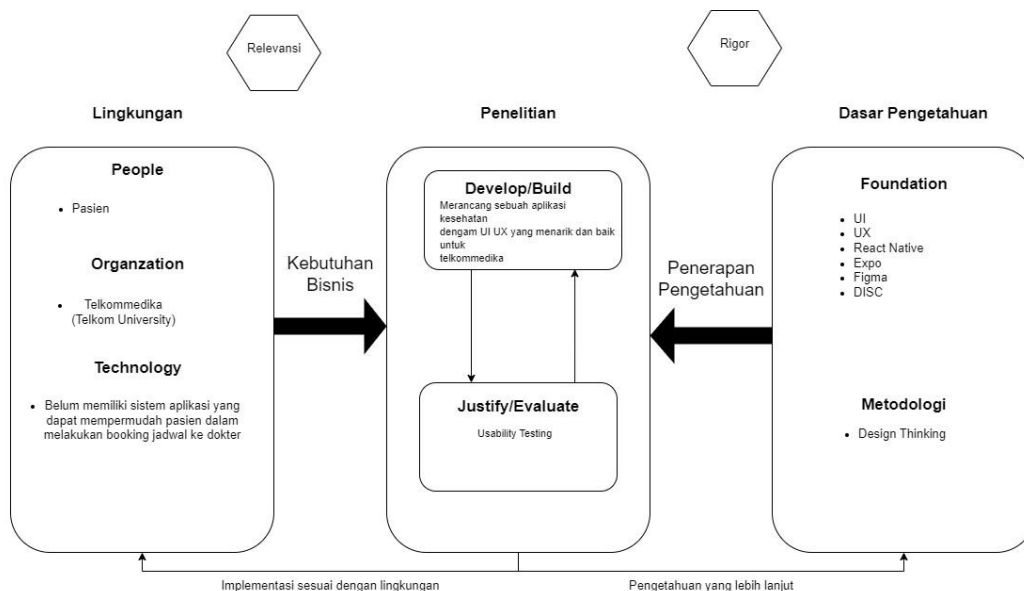 Relevansi
Rigor
Lingkungan
Penelitian
Dasar Pengetahuan
People
• Pasien
Organzation
• Telkommedika
(Telkom University)
Technology
• Belum memiliki sistem aplikasi yang
dapat mempermudah pasien dalam
melakukan booking jadwal ke dokter
Kebutuhan
Bisnis
Develop/Build
Merancang sebuah aplikasi
kesehatan
dengam UI UX yang menarik dan baik
untuk
telkommedika
Justify/Evaluate
Usability Testing
Penerapan
Pengetahuan
Foundation
• UI
• UX
• React Native
• Expo
• Figma
• DISC
Metodologi
• Design Thinking
Implementasi sesuai dengan lingkungan
Pengetahuan yang lebih lanjut